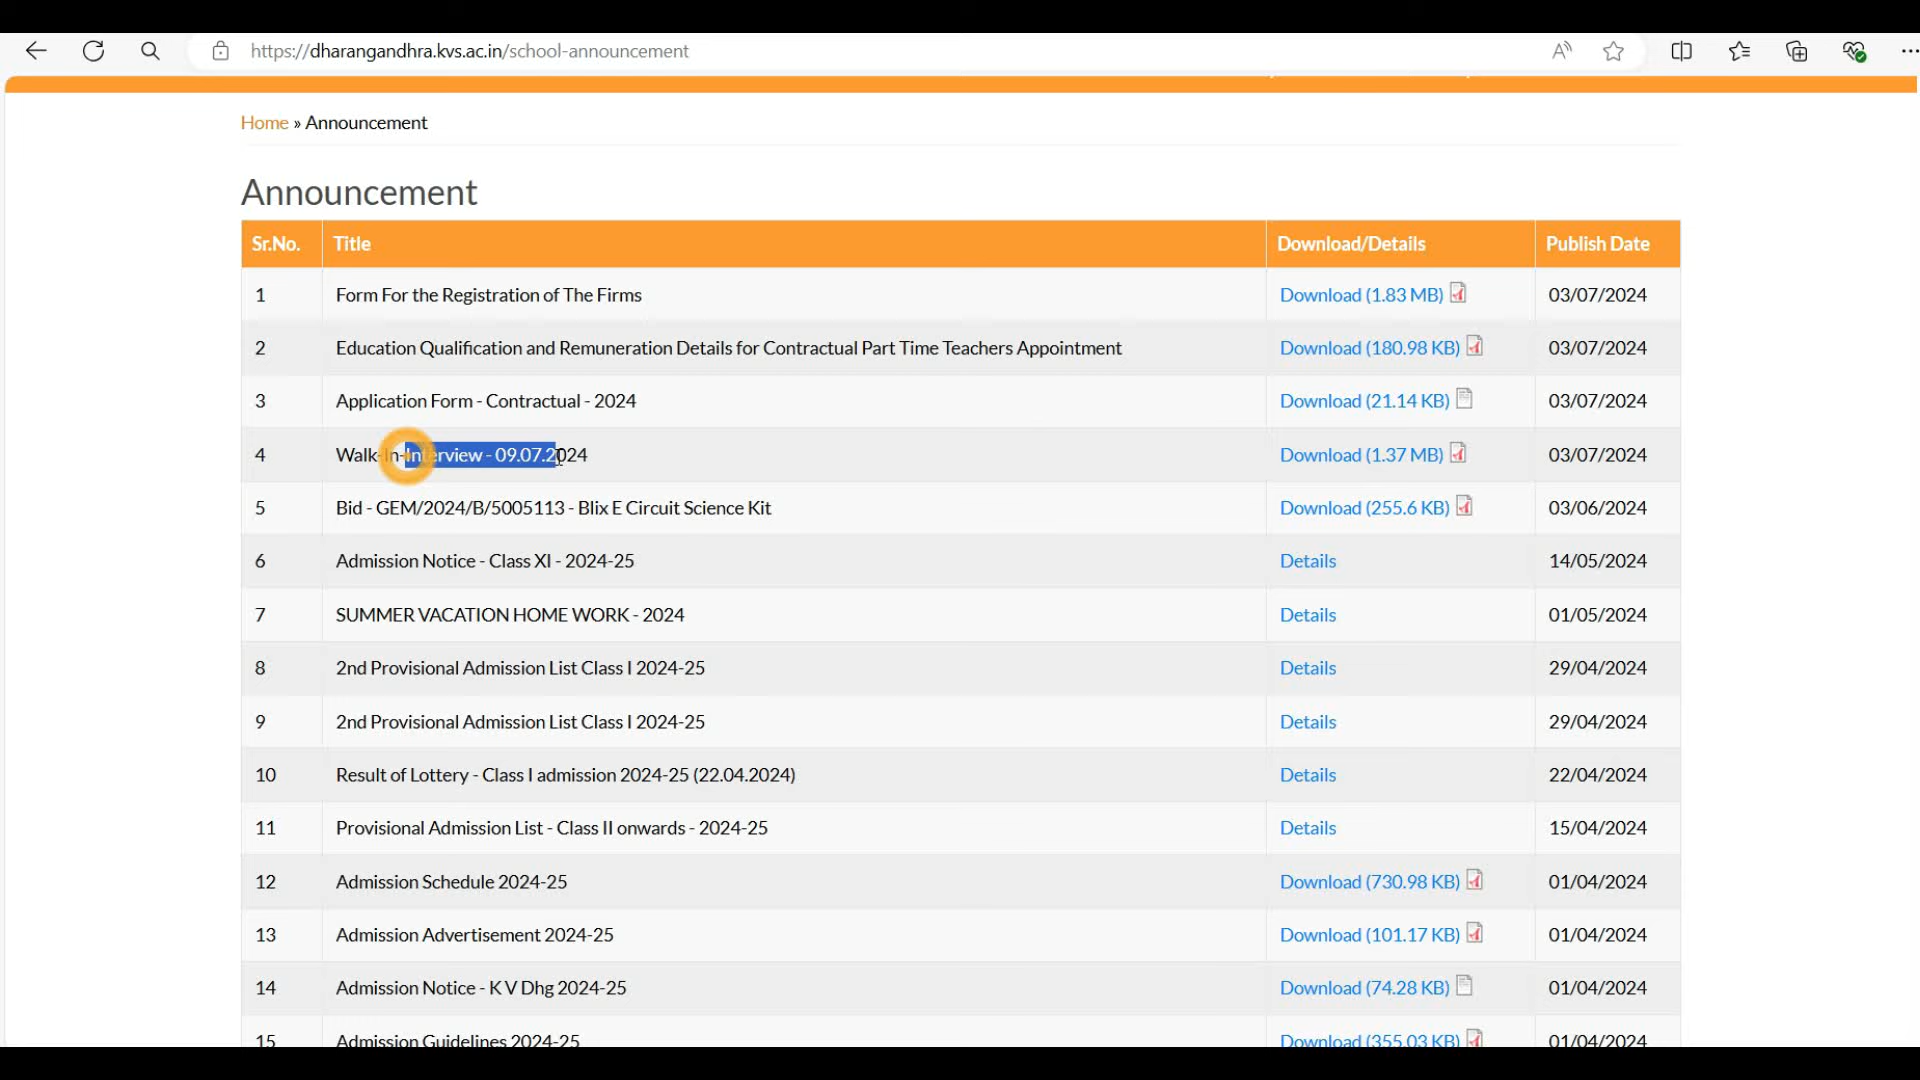 https://dharangandhra.kvs.ac.in/school-announcement
Home » Announcement
Announcement
Sr.No. Title Download/Details Publish Date
1 Form For the Registration of The Firms Download (1.83 MB) 03/07/2024
2 Education Qualification and Remuneration Details for Contractual Part Time Teachers Appointment Download (180.98 KB) 03/07/2024
3 Application Form - Contractual - 2024 Download (21.14 KB) 03/07/2024
4 Walk-In-Interview - 09.07.2024 Download (1.37 MB) 03/07/2024
5 Bid - GEM/2024/B/5005113 - Blix E Circuit Science Kit Download (255.6 KB) 03/06/2024
6 Admission Notice - Class XI - 2024-25 Details 14/05/2024
7 SUMMER VACATION HOME WORK - 2024 Details 01/05/2024
8 2nd Provisional Admission List Class I 2024-25 Details 29/04/2024
9 2nd Provisional Admission List Class I 2024-25 Details 29/04/2024
10 Result of Lottery - Class I admission 2024-25 (22.04.2024) Details 22/04/2024
11 Provisional Admission List - Class II onwards - 2024-25 Details 15/04/2024
12 Admission Schedule 2024-25 Download (730.98 KB) 01/04/2024
13 Admission Advertisement 2024-25 Download (101.17 KB) 01/04/2024
14 Admission Notice - K V Dhg 2024-25 Download (74.28 KB) 01/04/2024
15 Admission Guidelines 2024-25 Download (355.03 KB) 01/04/2024